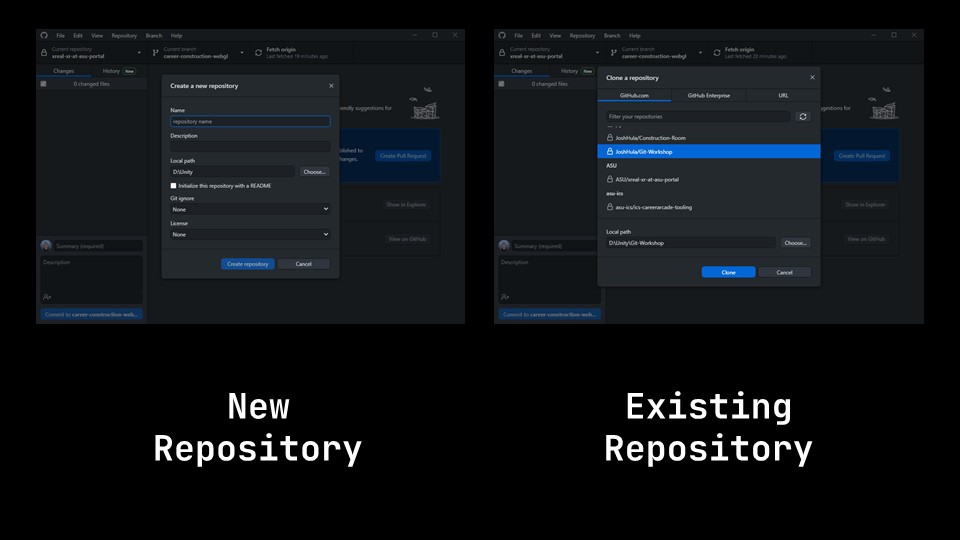 File Edit View Repository Branch Help
Current repository
xreal-xr-at-asu-portal
Current branch
career-construction-webgl
Fetch origin
Last fetched 19 minutes ago
Changes
History New
0 changed files
Create a new repository
Name
repository name
Description
Local path
D:\Unity
Choose...
Initialize this repository with a README
Git ignore
None
License
None
Create repository
Cancel
friendly suggestions for
published to
changes.
Create Pull Request
Show in Explorer
View on GitHub
Summary (required)
Description
Commit to career-construction-web...
File Edit View Repository Branch Help
Current repository
xreal-xr-at-asu-portal
Current branch
career-construction-webgl
Fetch origin
Last fetched 20 minutes ago
Changes
History New
0 changed files
Clone a repository
GitHub.com
GitHub Enterprise
URL
Filter your repositories
JoshHula/Construction-Room
JoshHula/Git-Workshop
ASU
ASU/xreal-xr-at-asu-portal
asu-ics
asu-ics/ics-careerarcade-tooling
Local path
D:\Unity\Git-Workshop
Choose...
Clone
Cancel
suggestions for
Create Pull Request
Show in Explorer
View on GitHub
Summary (required)
Description
Commit to career-construction-web...
New
Repository
Existing
Repository